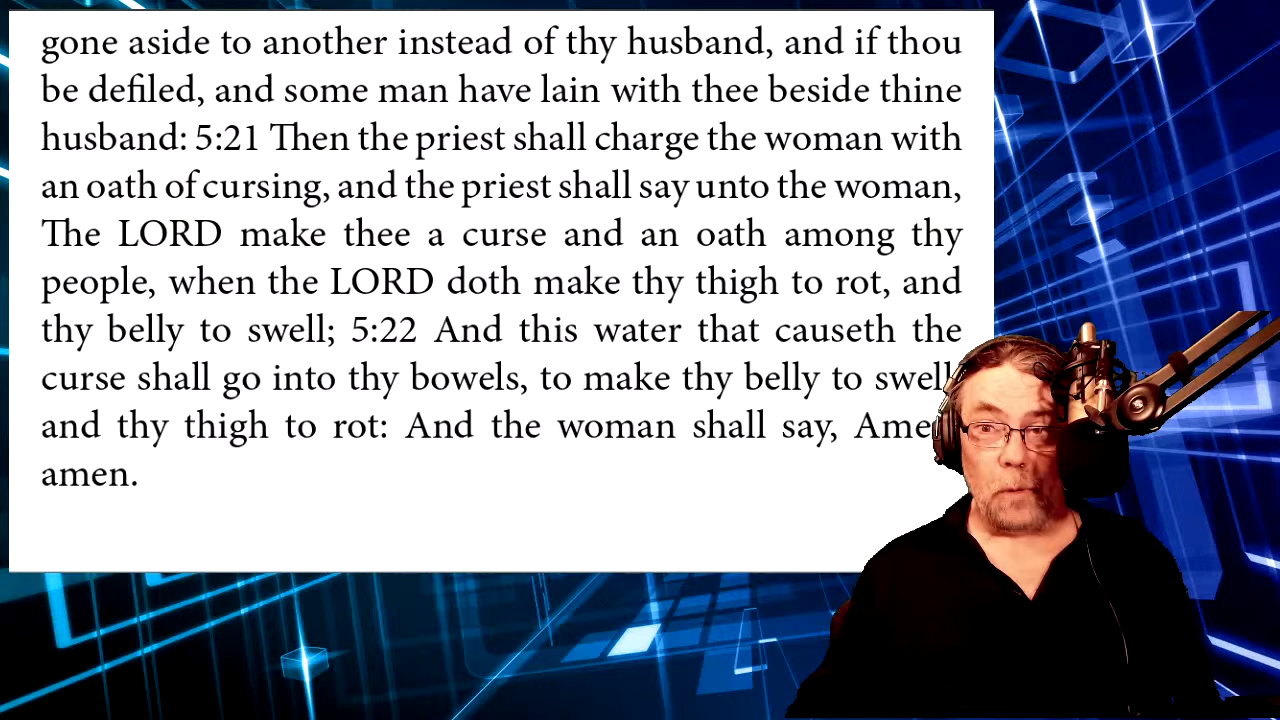 gone aside to another instead of thy husband, and if thou
be defiled, and some man have lain with thee beside thine
husband: 5:21 Then the priest shall charge the woman with
an oath of cursing, and the priest shall say unto the woman,
The LORD make thee a curse and an oath among thy
people, when the LORD doth make thy thigh to rot, and
thy belly to swell; 5:22 And this water that causeth the
curse shall go into thy bowels, to make thy belly to swell
and thy thigh to rot: And the woman shall say, Amen
amen.